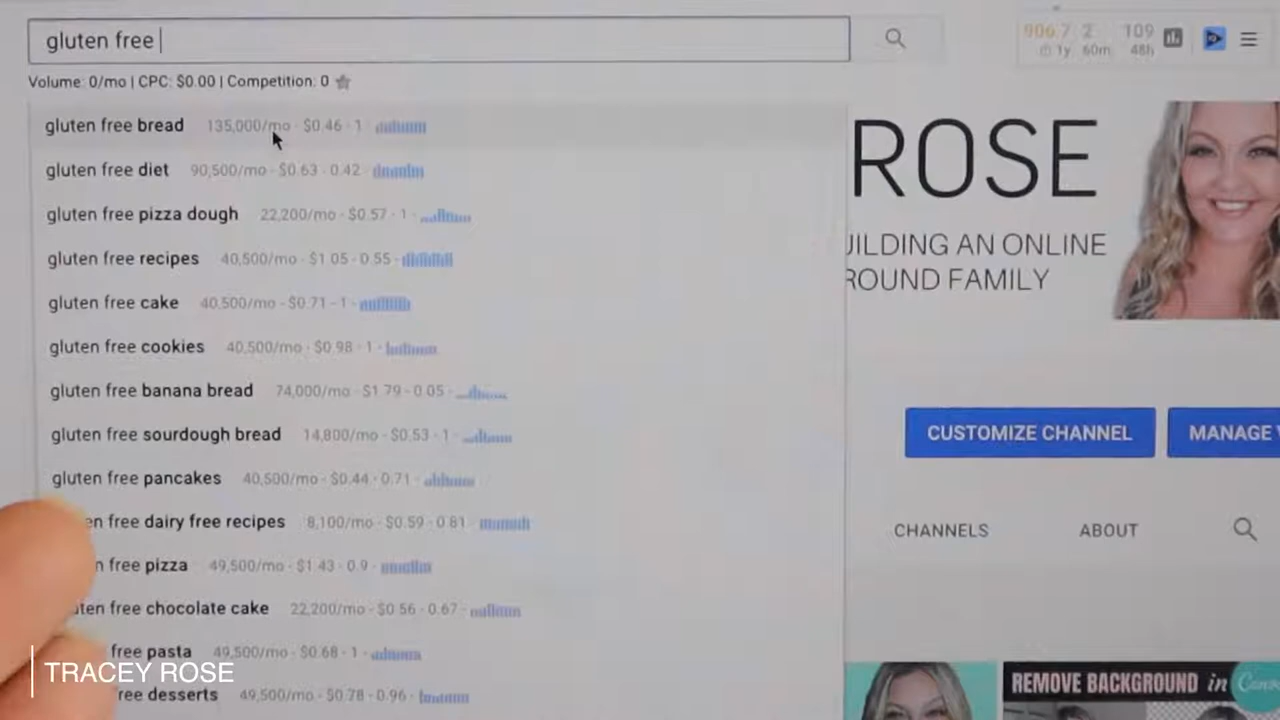 gluten free
906.7 2 109
1y 60m 48h
Volume: 0/mo | CPC: $0.00 | Competition: 0
gluten free bread 135,000/mo - $0.46 - 1
gluten free diet 90,500/mo - $0.63 - 0.42
gluten free pizza dough 22,200/mo - $0.57 - 1
gluten free recipes 40,500/mo - $1.05 - 0.55
gluten free cake 40,500/mo - $0.71 - 1
gluten free cookies 40,500/mo - $0.98 - 1
gluten free banana bread 74,000/mo - $1.79 - 0.05
gluten free sourdough bread 14,800/mo - $0.53 - 1
gluten free pancakes 40,500/mo - $0.44 - 0.71
en free dairy free recipes 8,100/mo - $0.59 - 0.81
n free pizza 49,500/mo - $1.43 - 0.9
ten free chocolate cake 22,200/mo - $0.56 - 0.67
free pasta 49,500/mo - $0.68 - 1
ree desserts 49,500/mo - $0.78 - 0.96
ROSE
UILDING AN ONLINE
ROUND FAMILY
CUSTOMIZE CHANNEL
MANAGE
CHANNELS
ABOUT
REMOVE BACKGROUND in
TRACEY ROSE